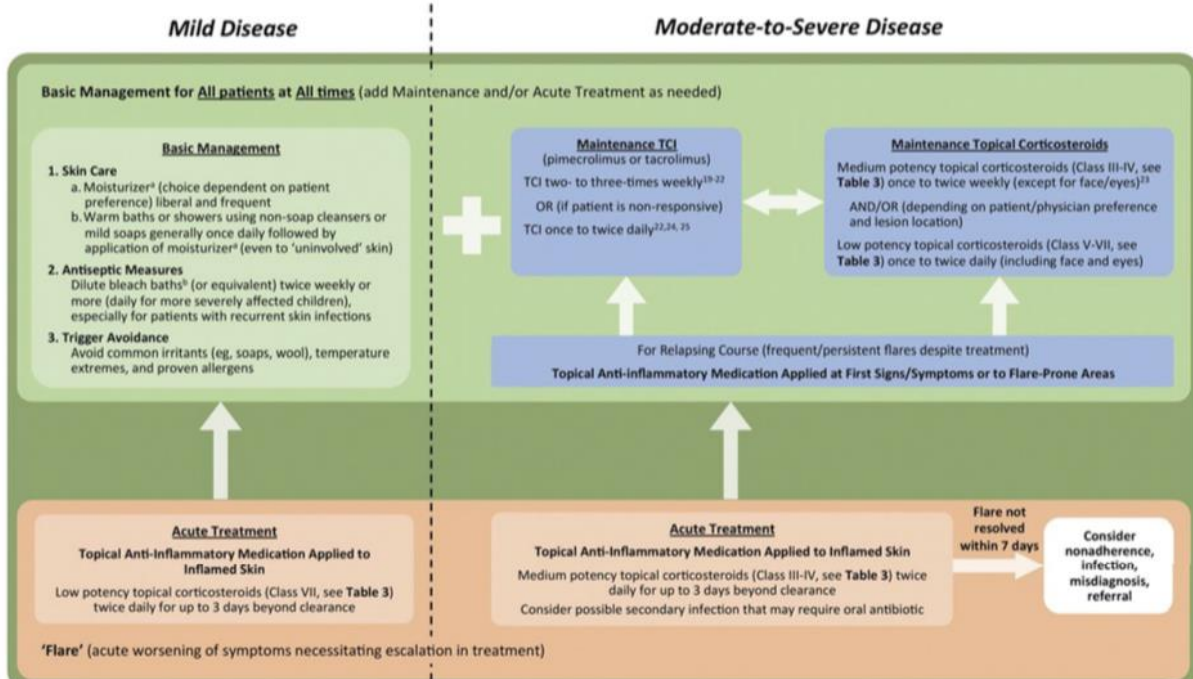 Mild Disease
Moderate-to-Severe Disease
Basic Management for All patients at All times (add Maintenance and/or Acute Treatment as needed)
Basic Management
1. Skin Care
a. Moisturizerᵃ (choice dependent on patient
preference) liberal and frequent
b. Warm baths or showers using non-soap cleansers or
mild soaps generally once daily followed by
application of moisturizerᵃ (even to 'uninvolved' skin)
2. Antiseptic Measures
Dilute bleach bathsᵇ (or equivalent) twice weekly or
more (daily for more severely affected children),
especially for patients with recurrent skin infections
3. Trigger Avoidance
Avoid common irritants (eg, soaps, wool), temperature
extremes, and proven allergens
Maintenance TCI
(pimecrolimus or tacrolimus)
TCI two- to three-times weekly¹⁹⁻²²
OR (if patient is non-responsive)
TCI once to twice daily²²,²⁴, ²⁵
Maintenance Topical Corticosteroids
Medium potency topical corticosteroids (Class III-IV, see
Table 3) once to twice weekly (except for face/eyes)²³
AND/OR (depending on patient/physician preference
and lesion location)
Low potency topical corticosteroids (Class V-VII, see
Table 3) once to twice daily (including face and eyes)
For Relapsing Course (frequent/persistent flares despite treatment)
Topical Anti-inflammatory Medication Applied at First Signs/Symptoms or to Flare-Prone Areas
Acute Treatment
Topical Anti-Inflammatory Medication Applied to
Inflamed Skin
Low potency topical corticosteroids (Class VII, see Table 3)
twice daily for up to 3 days beyond clearance
Acute Treatment
Topical Anti-Inflammatory Medication Applied to Inflamed Skin
Medium potency topical corticosteroids (Class III-IV, see Table 3) twice
daily for up to 3 days beyond clearance
Consider possible secondary infection that may require oral antibiotic
Flare not
resolved
within 7 days
Consider
nonadherence,
infection,
misdiagnosis,
referral
'Flare' (acute worsening of symptoms necessitating escalation in treatment)